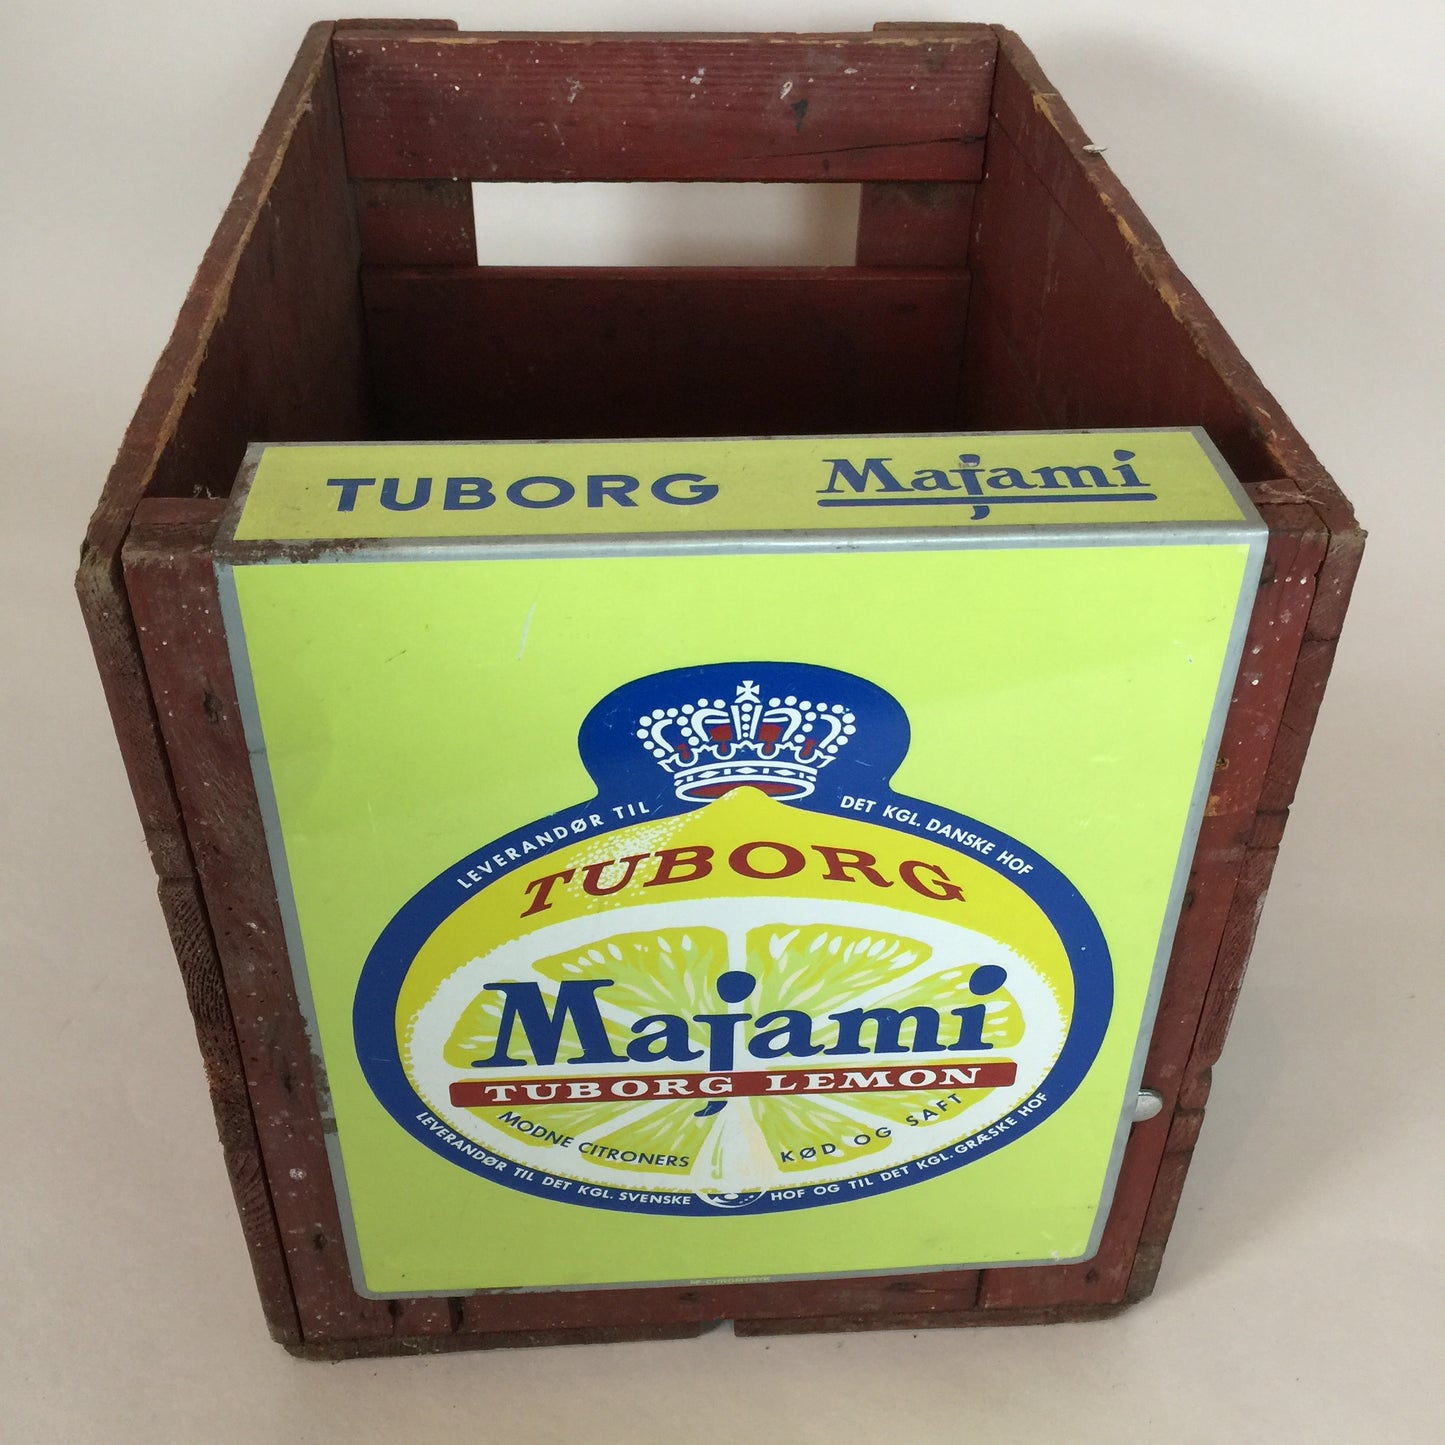 TUBORG Majami
LEVERANDØR TIL DET KGL. DANSKE HOF
TUBORG
Majami
TUBORG LEMON
MODNE CITRONERS KØD OG SAFT
LEVERANDØR TIL DET KGL. SVENSKE HOF OG TIL DET KGL. GRÆSKE HOF